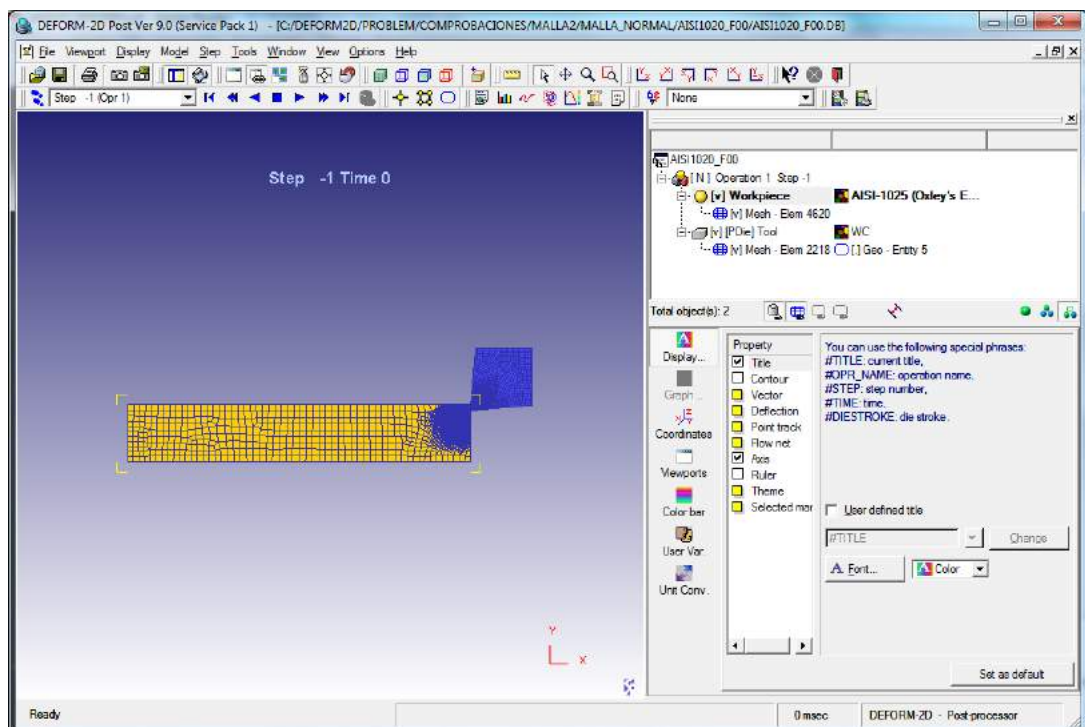 DEFORM-2D Post Ver 9.0 (Service Pack 1) - [C:/DEFORM2D/PROBLEM/COMPROBACIONES/MALLA2/MALLA_NORMAL/AISI1020_F00/AISI1020_F00.DB]
File Viewport Display Model Step Tools Window View Options Help
Step -1 (Opr 1)
None
Step -1 Time 0
AISI1020_F00
[N] Operation 1 Step -1
[v] Workpiece AISI-1025 (Oxley's E...
[v] Mesh - Elem 4620
[v] [PDie] Tool WC
[v] Mesh - Elem 2218 [.] Geo - Entity 5
Total object(s): 2
Display...
Graph ...
Coordinates
Viewports
Color bar
User Var.
Unit Conv.
Property
Title
Contour
Vector
Deflection
Point track
Flow net
Axis
Ruler
Theme
Selected mar
You can use the following special phrases:
#TITLE: current title,
#OPR_NAME: operation name,
#STEP: step number,
#TIME: time,
#DIESTROKE: die stroke.
User defined title
#TITLE
Change
A Font...
Color
Set as default
Y
X
Ready
0 msec
DEFORM-2D - Post-processor